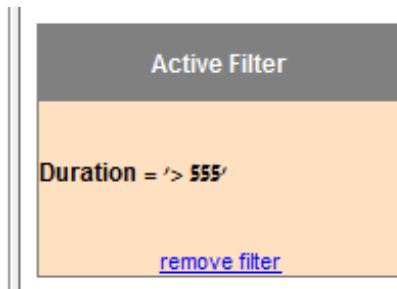 Active Filter
Duration = '> 555'
remove filter